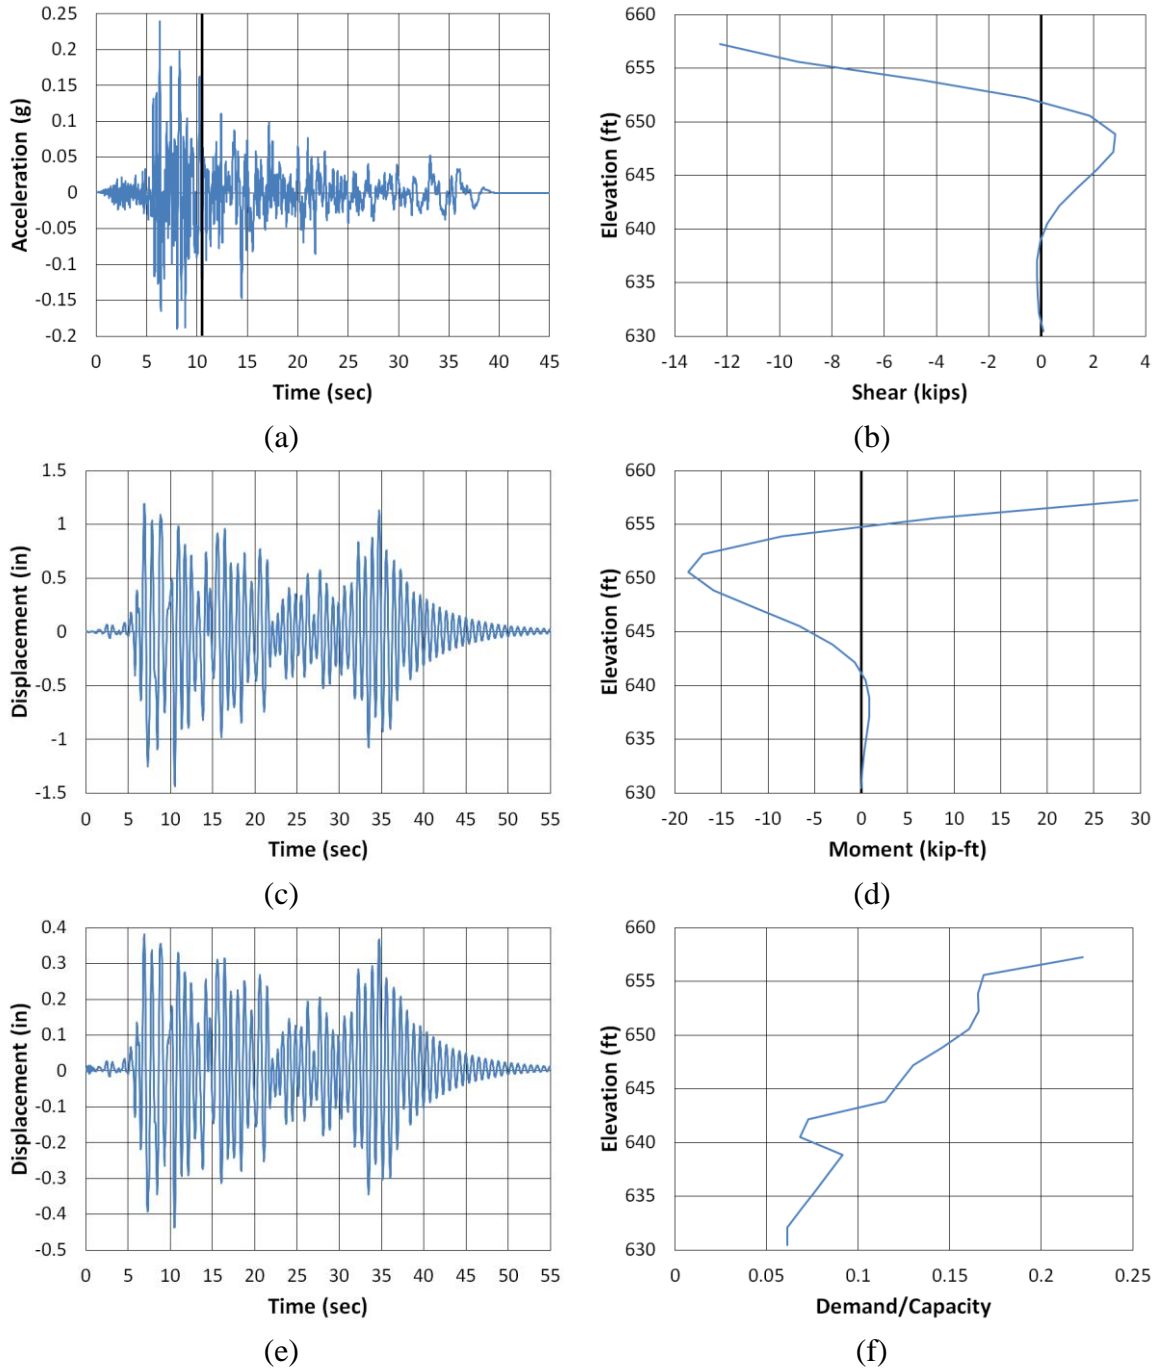 0.25
0.2
0.15
0.1
0.05
0
-0.05
-0.1
-0.15
-0.2
Acceleration (g)
0 5 10 15 20 25 30 35 40 45
Time (sec)
(a)
660
655
650
645
640
635
630
Elevation (ft)
-14 -12 -10 -8 -6 -4 -2 0 2 4
Shear (kips)
(b)
1.5
1
0.5
0
-0.5
-1
-1.5
Displacement (in)
0 5 10 15 20 25 30 35 40 45 50 55
Time (sec)
(c)
660
655
650
645
640
635
630
Elevation (ft)
-20 -15 -10 -5 0 5 10 15 20 25 30
Moment (kip-ft)
(d)
0.4
0.3
0.2
0.1
0
-0.1
-0.2
-0.3
-0.4
-0.5
Displacement (in)
0 5 10 15 20 25 30 35 40 45 50 55
Time (sec)
(e)
660
655
650
645
640
635
630
Elevation (ft)
0 0.05 0.1 0.15 0.2 0.25
Demand/Capacity
(f)